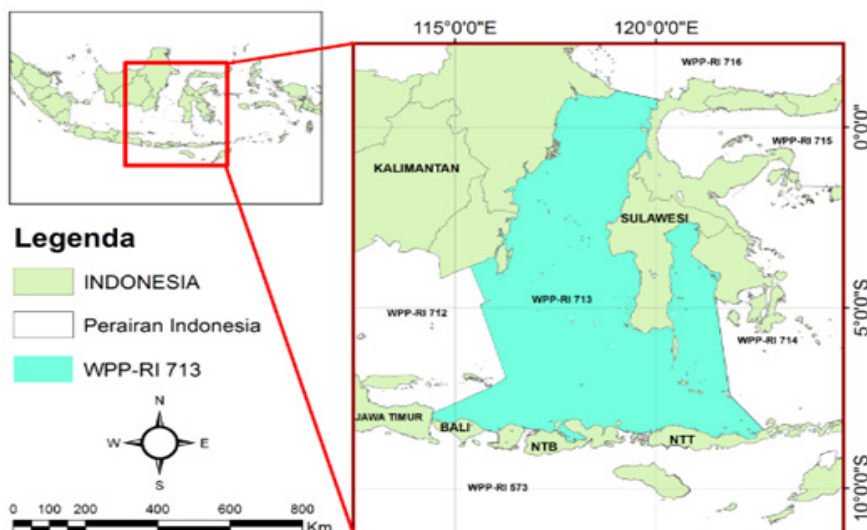 115°0'0"E
120°0'0"E
WPP-RI 716
0°0'0"
WPP-RI 715
KALIMANTAN
SULAWESI
Legenda
INDONESIA
Perairan Indonesia
WPP-RI 713
WPP-RI 713
WPP-RI 712
5°0'0"S
WPP-RI 714
N
W
E
S
JAWA TIMUR
BALI
NTB
NTT
WPP-RI 573
10°0'0"S
0 100 200 400 600 800
Km